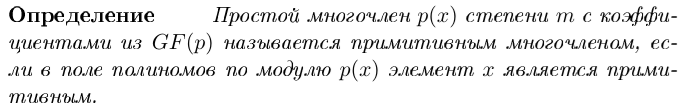 Определение Простой многочлен p(x) степени m с коэффи-
циентами из GF(p) называется примитивным многочленом, ес-
ли в поле полиномов по модулю p(x) элемент x является прими-
тивным.